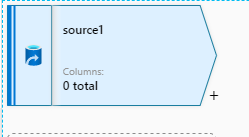 source1
Columns:
0 total
+